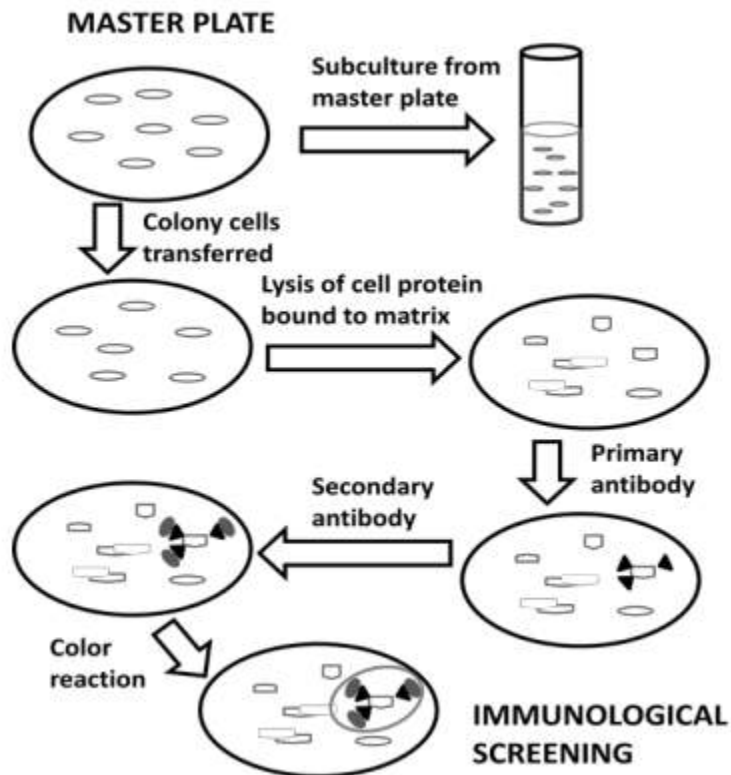 MASTER PLATE
Subculture from
master plate
Colony cells
transferred
Lysis of cell protein
bound to matrix
Primary
antibody
Secondary
antibody
Color
reaction
IMMUNOLOGICAL
SCREENING